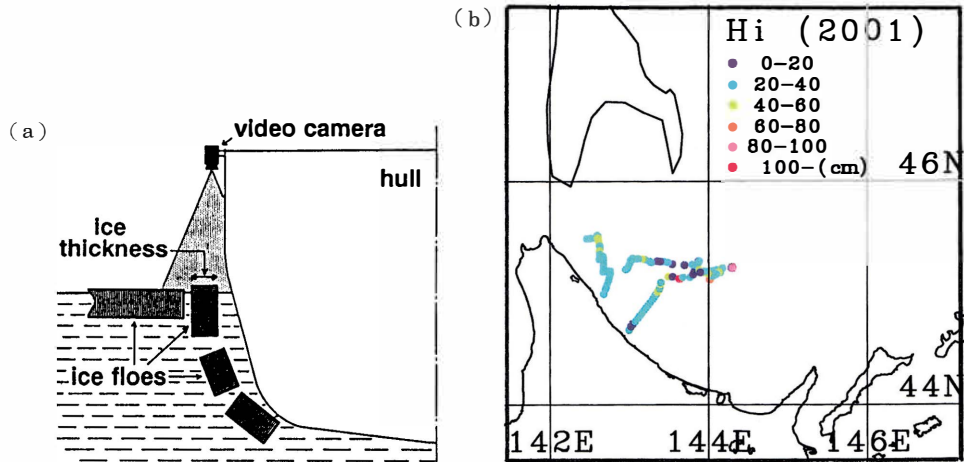 (a)
video camera
hull
ice
thickness
ice floes
(b)
Hi (2001)
0-20
20-40
40-60
60-80
80-100
100-(cm)
46N
44N
142E
144E
146E